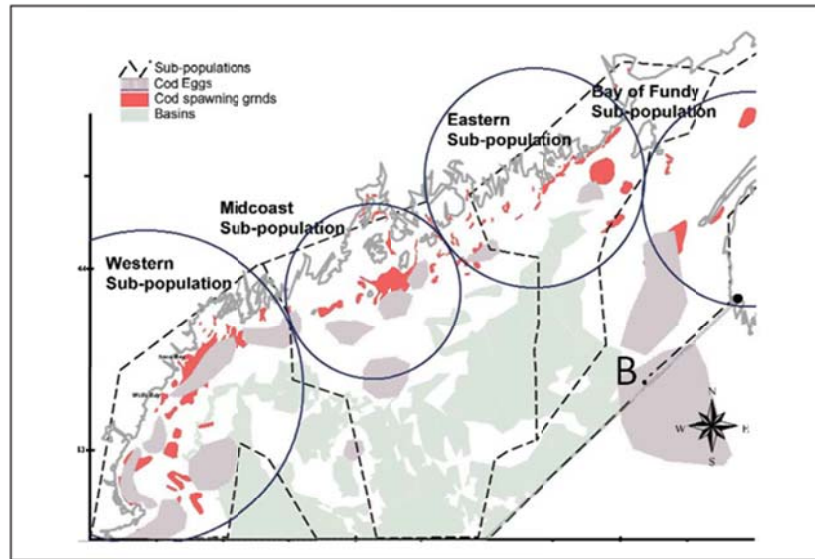 Sub-populations
Cod Eggs
Cod spawning grnds
Basins
Bay of Fundy
Sub-population
Eastern
Sub-population
Midcoast
Sub-population
Western
Sub-population
44
B.
N
W
E
S